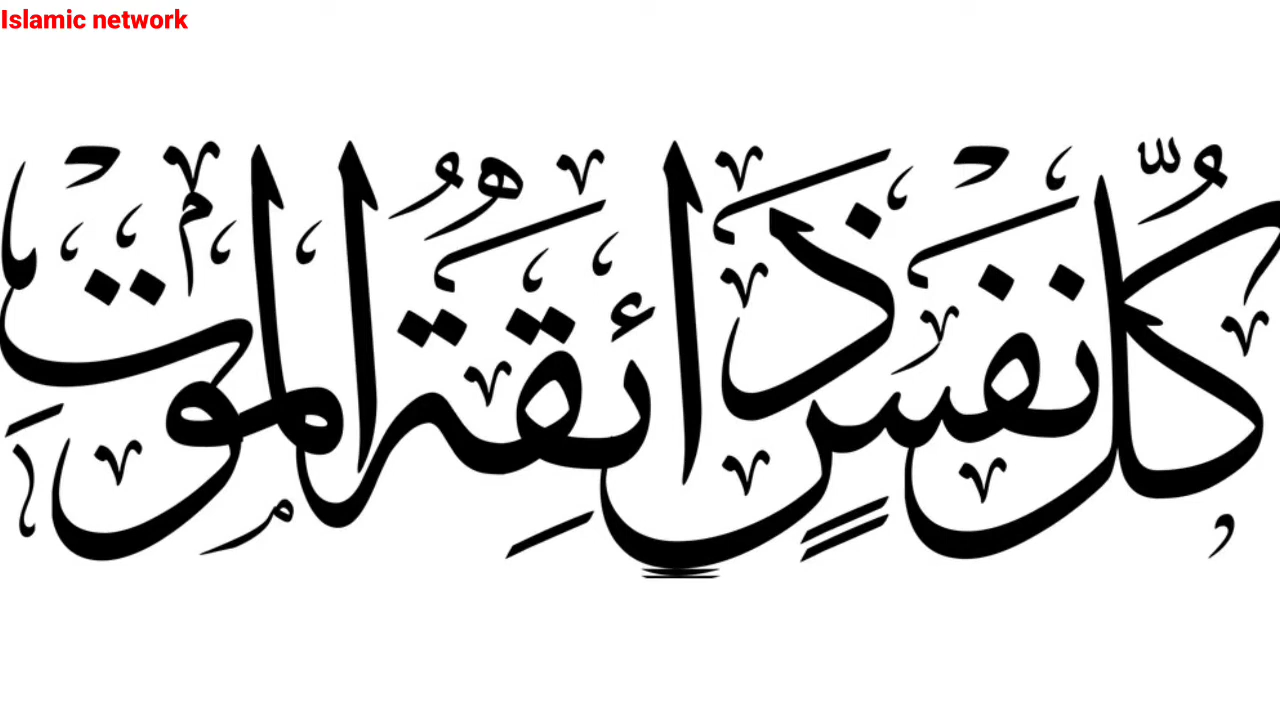 Islamic network
كُلُّ نَفْسٍ ذَائِقَةُ الْمَوْتِ